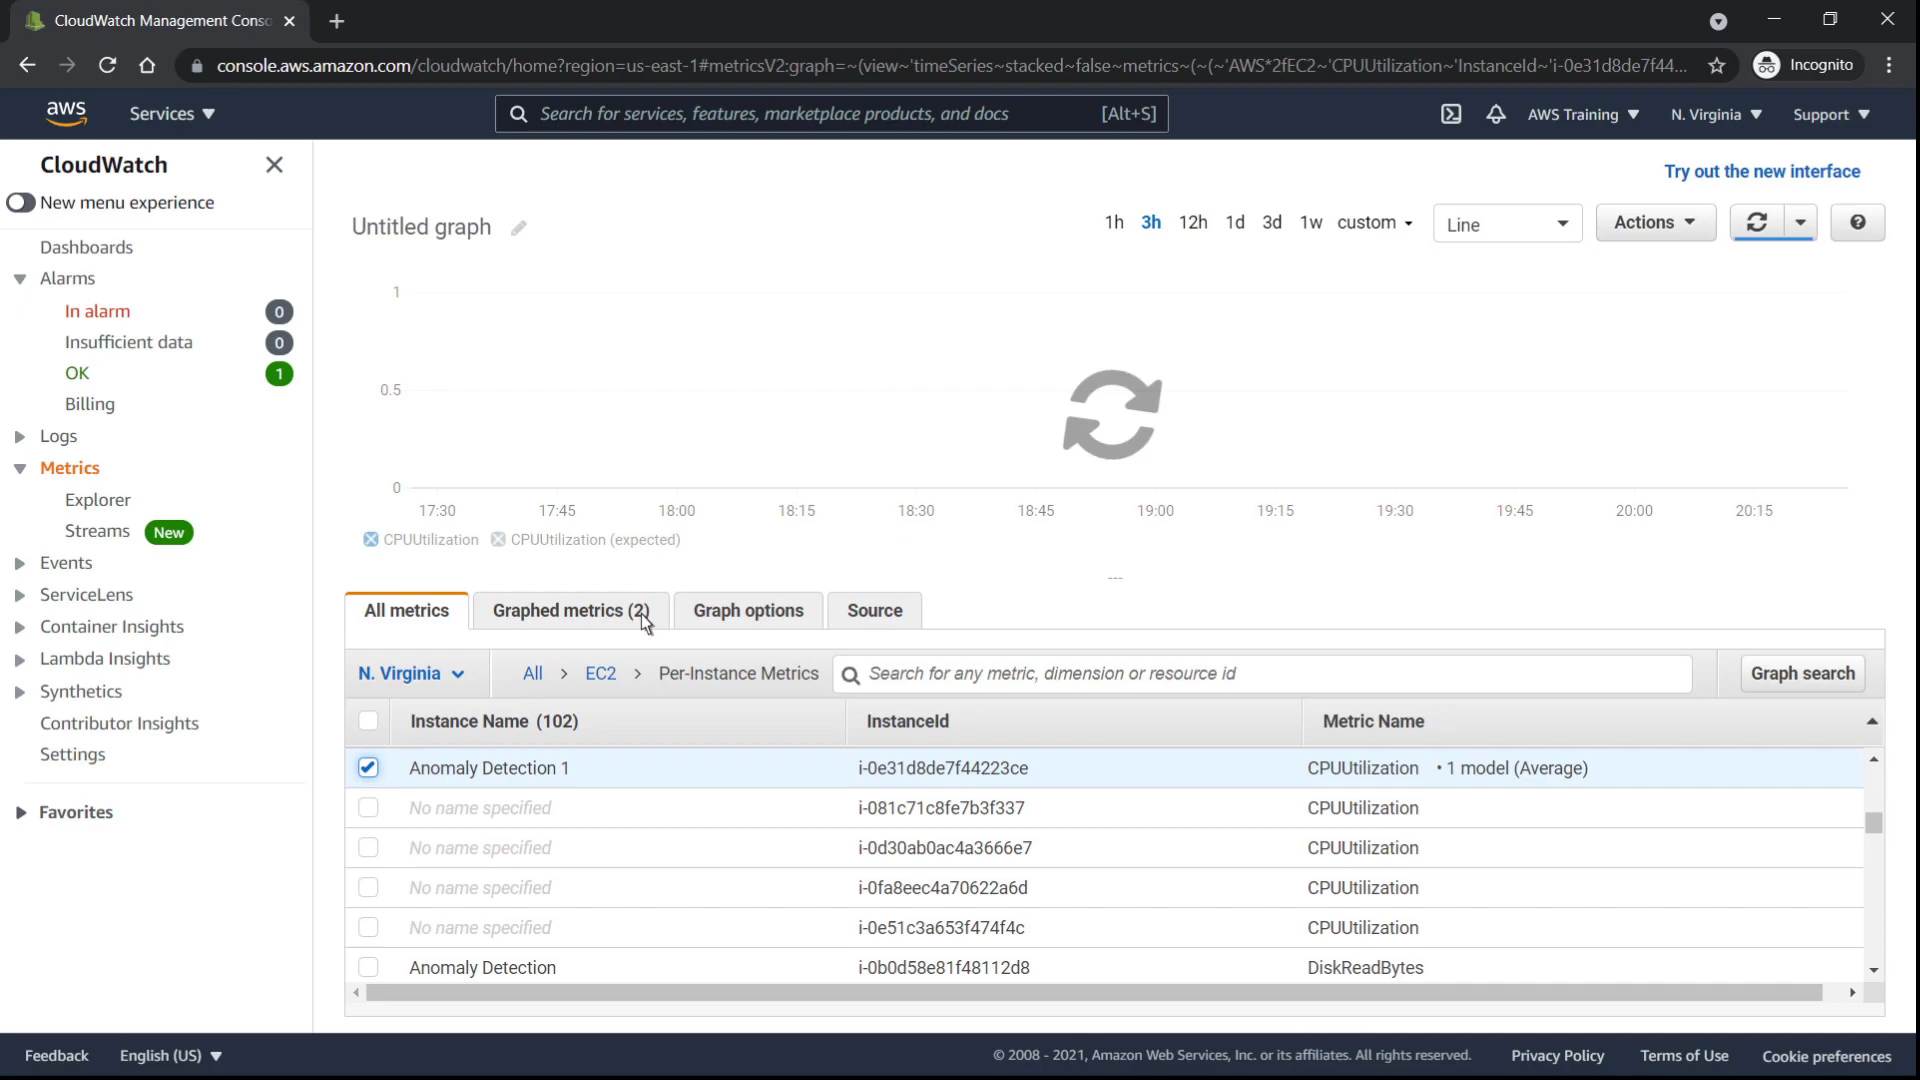 CloudWatch Management Conso
console.aws.amazon.com/cloudwatch/home?region=us-east-1#metricsV2:graph=~(view~'timeSeries~stacked~false~metrics~(~(~'AWS*2fEC2~'CPUUtilization~'InstanceId~'i-0e31d8de7f44...
Incognito
aws
Services
Search for services, features, marketplace products, and docs
[Alt+S]
AWS Training
N. Virginia
Support
CloudWatch
New menu experience
Dashboards
Alarms
In alarm 0
Insufficient data 0
OK 1
Billing
Logs
Metrics
Explorer
Streams New
Events
ServiceLens
Container Insights
Lambda Insights
Synthetics
Contributor Insights
Settings
Favorites
Try out the new interface
Untitled graph
1h 3h 12h 1d 3d 1w custom
Line
Actions
1
0.5
0
17:30 17:45 18:00 18:15 18:30 18:45 19:00 19:15 19:30 19:45 20:00 20:15
CPUUtilization CPUUtilization (expected)
All metrics
Graphed metrics (2)
Graph options
Source
N. Virginia
All > EC2 > Per-Instance Metrics
Search for any metric, dimension or resource id
Graph search
Instance Name (102) InstanceId Metric Name
Anomaly Detection 1 i-0e31d8de7f44223ce CPUUtilization • 1 model (Average)
No name specified i-081c71c8fe7b3f337 CPUUtilization
No name specified i-0d30ab0ac4a3666e7 CPUUtilization
No name specified i-0fa8eec4a70622a6d CPUUtilization
No name specified i-0e51c3a653f474f4c CPUUtilization
Anomaly Detection i-0b0d58e81f48112d8 DiskReadBytes
Feedback
English (US)
© 2008 - 2021, Amazon Web Services, Inc. or its affiliates. All rights reserved.
Privacy Policy
Terms of Use
Cookie preferences